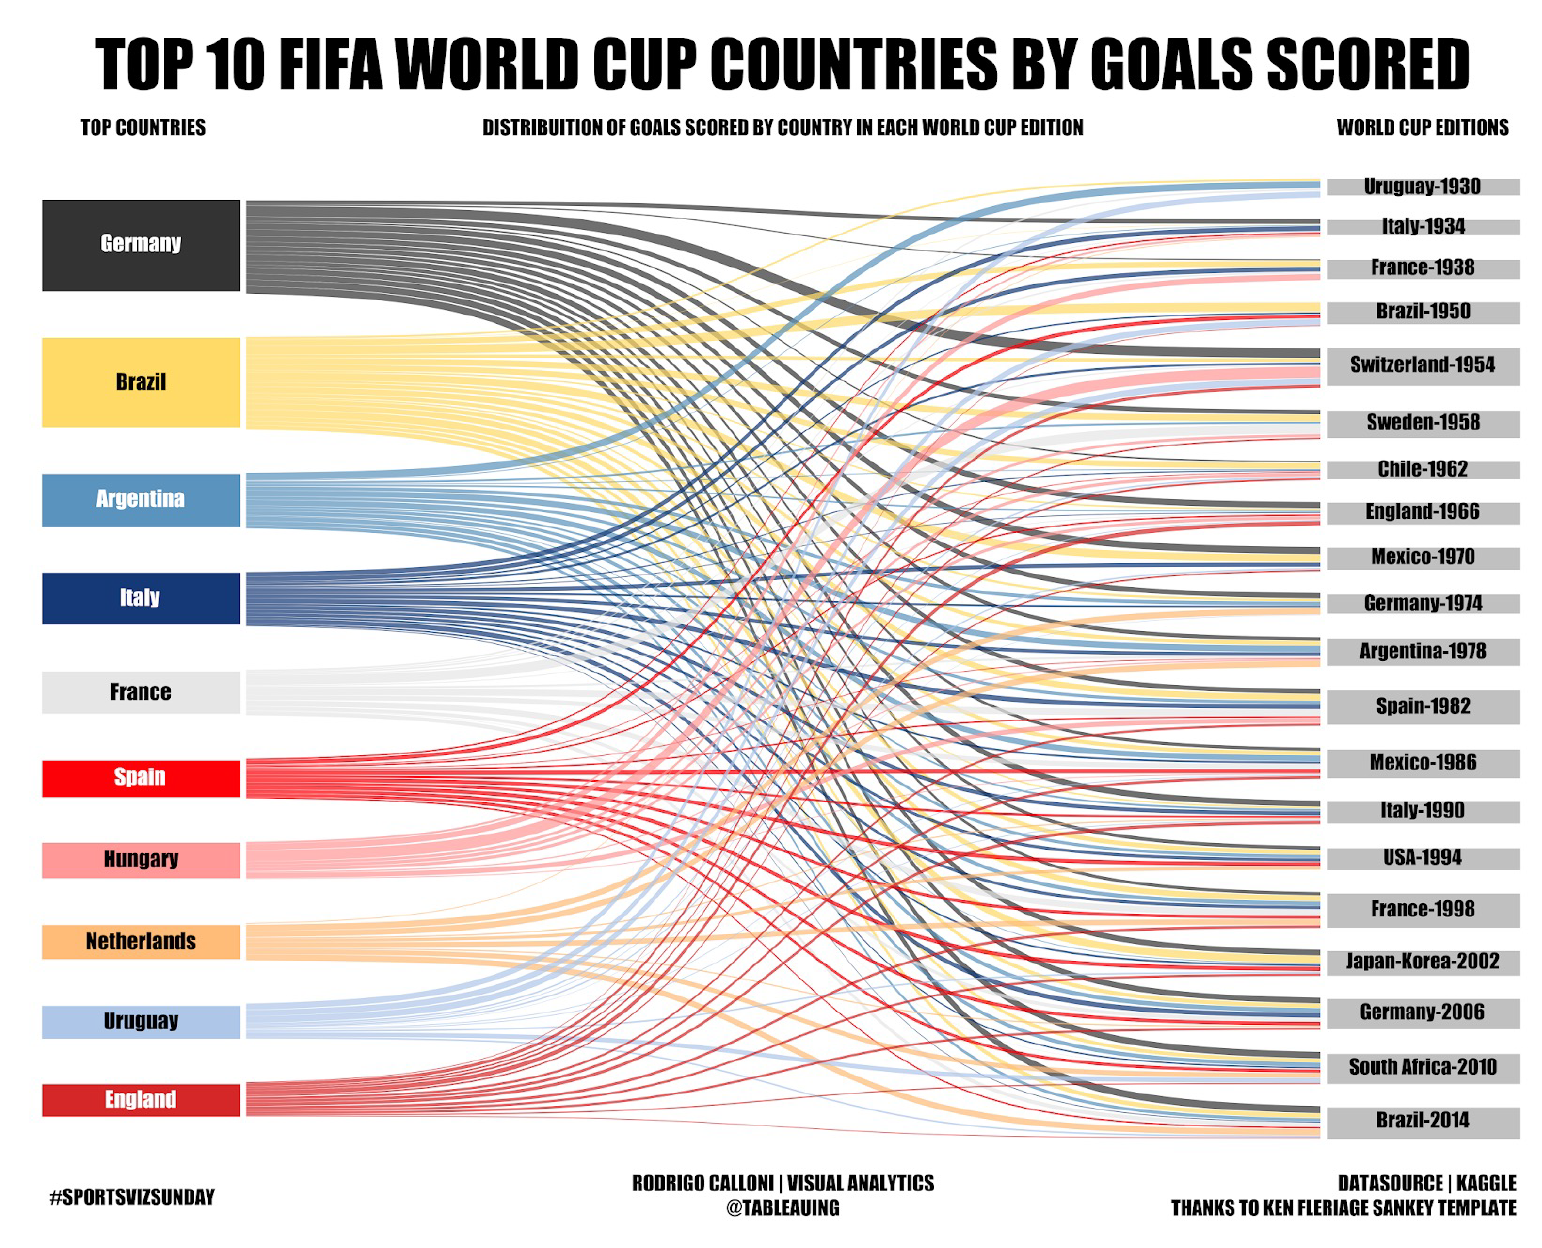 TOP 10 FIFA WORLD CUP COUNTRIES BY GOALS SCORED
TOP COUNTRIES
DISTRIBUITION OF GOALS SCORED BY COUNTRY IN EACH WORLD CUP EDITION
WORLD CUP EDITIONS
Germany
Brazil
Argentina
Italy
France
Spain
Hungary
Netherlands
Uruguay
England
Uruguay-1930
Italy-1934
France-1938
Brazil-1950
Switzerland-1954
Sweden-1958
Chile-1962
England-1966
Mexico-1970
Germany-1974
Argentina-1978
Spain-1982
Mexico-1986
Italy-1990
USA-1994
France-1998
Japan-Korea-2002
Germany-2006
South Africa-2010
Brazil-2014
#SPORTSVIZSUNDAY
RODRIGO CALLONI | VISUAL ANALYTICS
@TABLEAUING
DATASOURCE | KAGGLE
THANKS TO KEN FLERIAGE SANKEY TEMPLATE